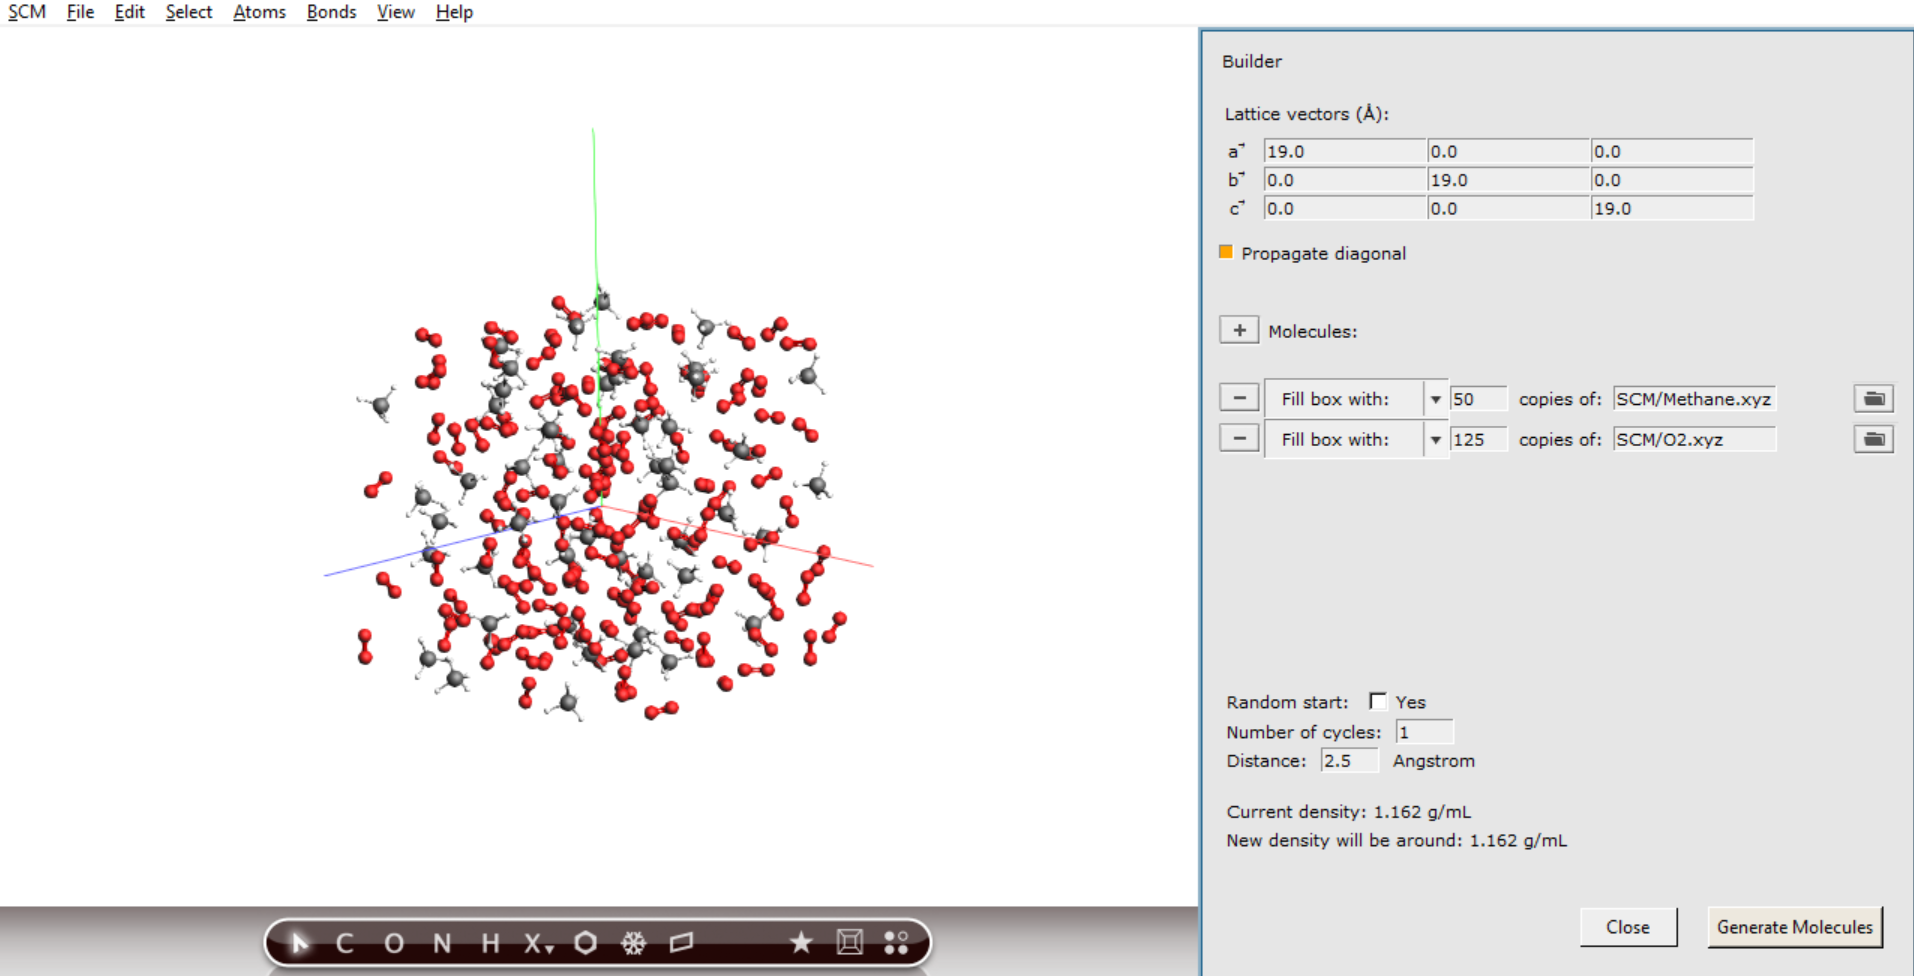 SCM File Edit Select Atoms Bonds View Help
Builder
Lattice vectors (Å):
a 19.0 0.0 0.0
b 0.0 19.0 0.0
c 0.0 0.0 19.0
Propagate diagonal
+ Molecules:
− Fill box with: 50 copies of: SCM/Methane.xyz
− Fill box with: 125 copies of: SCM/O2.xyz
Random start: Yes
Number of cycles: 1
Distance: 2.5 Angstrom
Current density: 1.162 g/mL
New density will be around: 1.162 g/mL
Close Generate Molecules
C O N H X